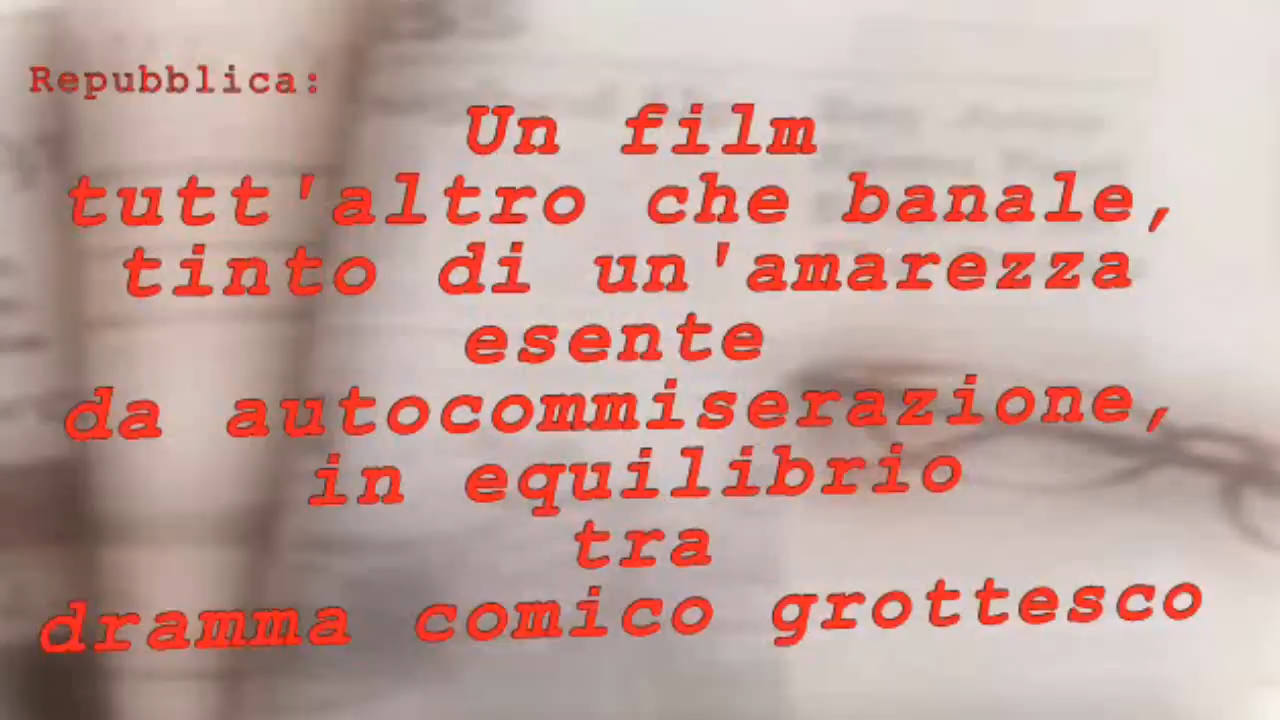 Repubblica:
Un film
tutt'altro che banale,
tinto di un'amarezza
esente
da autocommiserazione,
in equilibrio
tra
dramma comico grottesco